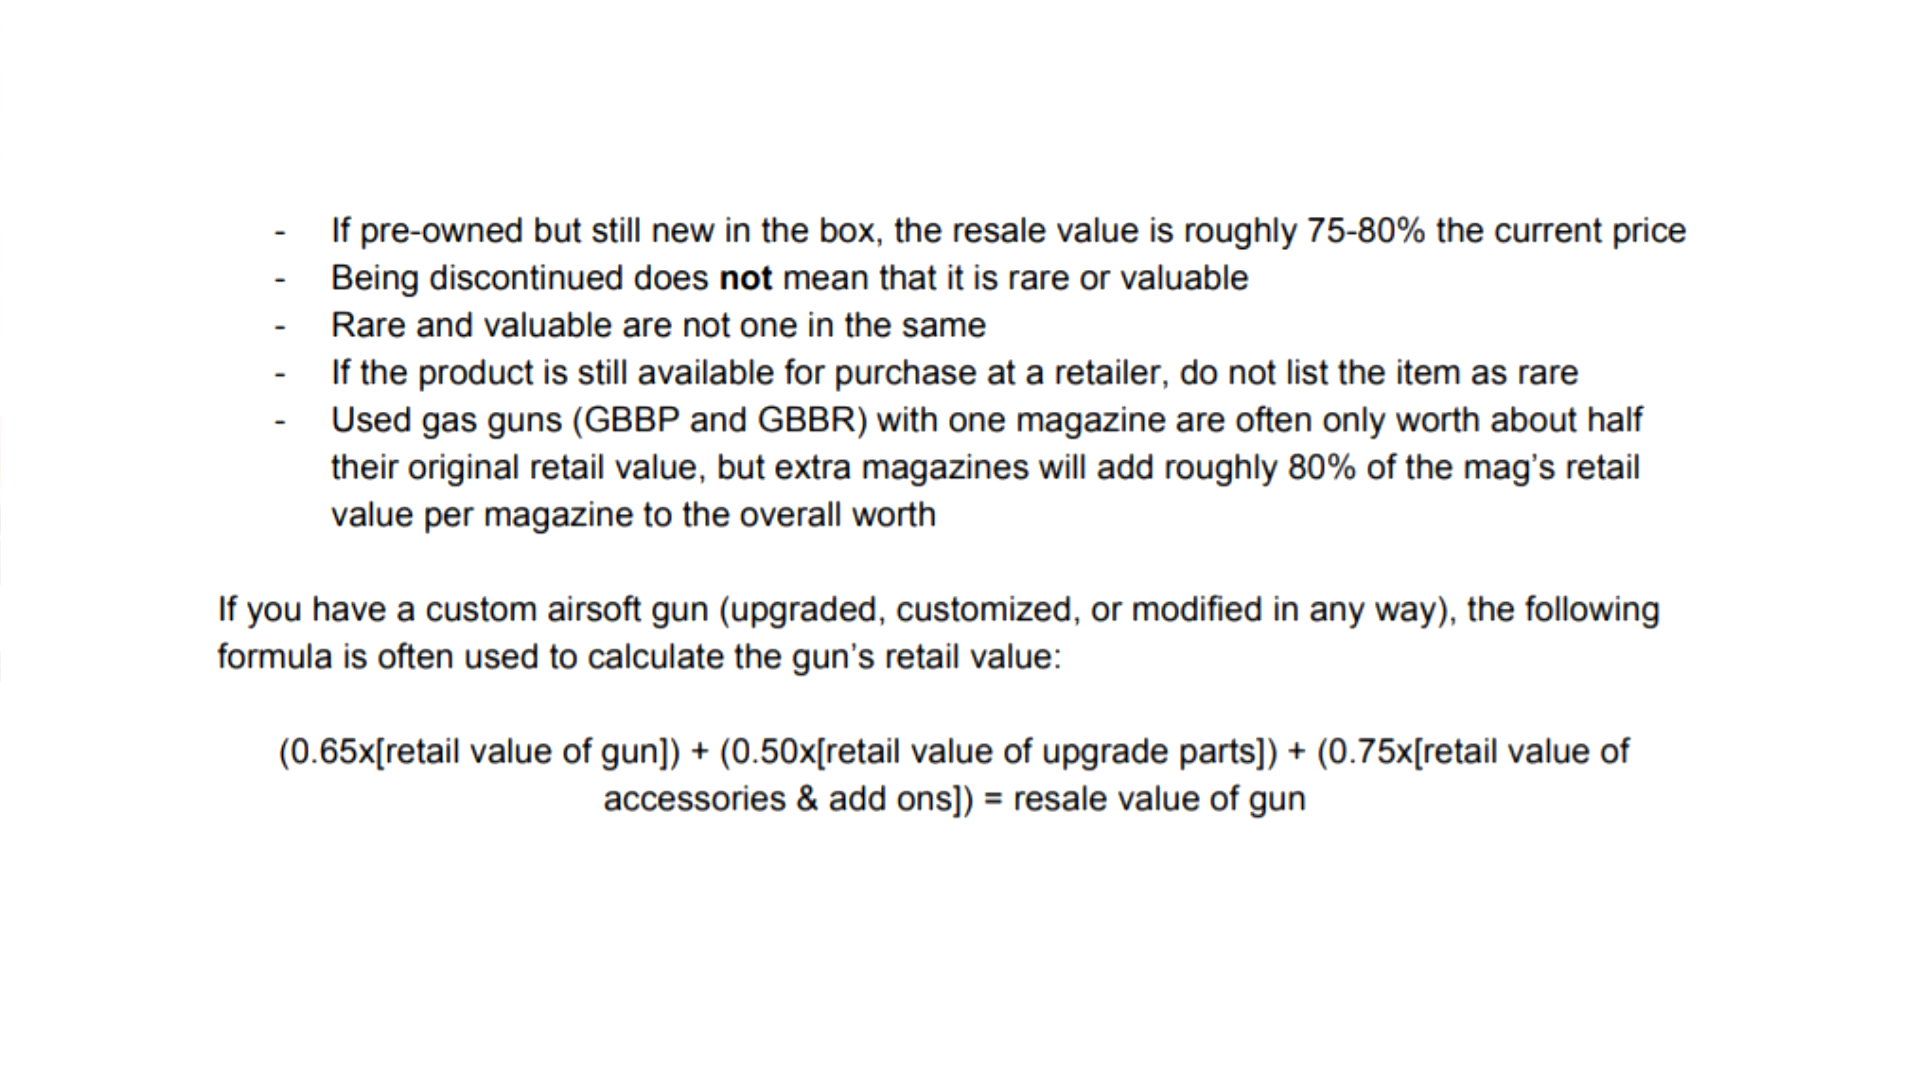 - If pre-owned but still new in the box, the resale value is roughly 75-80% the current price
- Being discontinued does not mean that it is rare or valuable
- Rare and valuable are not one in the same
- If the product is still available for purchase at a retailer, do not list the item as rare
- Used gas guns (GBBP and GBBR) with one magazine are often only worth about half
their original retail value, but extra magazines will add roughly 80% of the mag’s retail
value per magazine to the overall worth
If you have a custom airsoft gun (upgraded, customized, or modified in any way), the following
formula is often used to calculate the gun’s retail value:
(0.65x[retail value of gun]) + (0.50x[retail value of upgrade parts]) + (0.75x[retail value of
accessories & add ons]) = resale value of gun